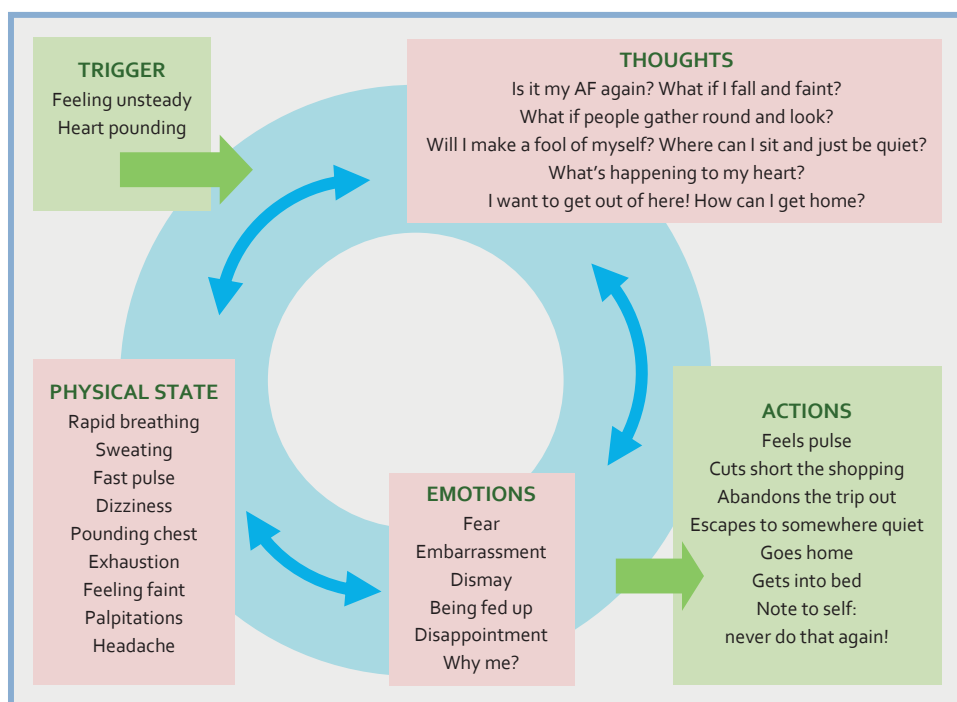 TRIGGER
Feeling unsteady
Heart pounding
THOUGHTS
Is it my AF again? What if I fall and faint?
What if people gather round and look?
Will I make a fool of myself? Where can I sit and just be quiet?
What’s happening to my heart?
I want to get out of here! How can I get home?
PHYSICAL STATE
Rapid breathing
Sweating
Fast pulse
Dizziness
Pounding chest
Exhaustion
Feeling faint
Palpitations
Headache
EMOTIONS
Fear
Embarrassment
Dismay
Being fed up
Disappointment
Why me?
ACTIONS
Feels pulse
Cuts short the shopping
Abandons the trip out
Escapes to somewhere quiet
Goes home
Gets into bed
Note to self:
never do that again!